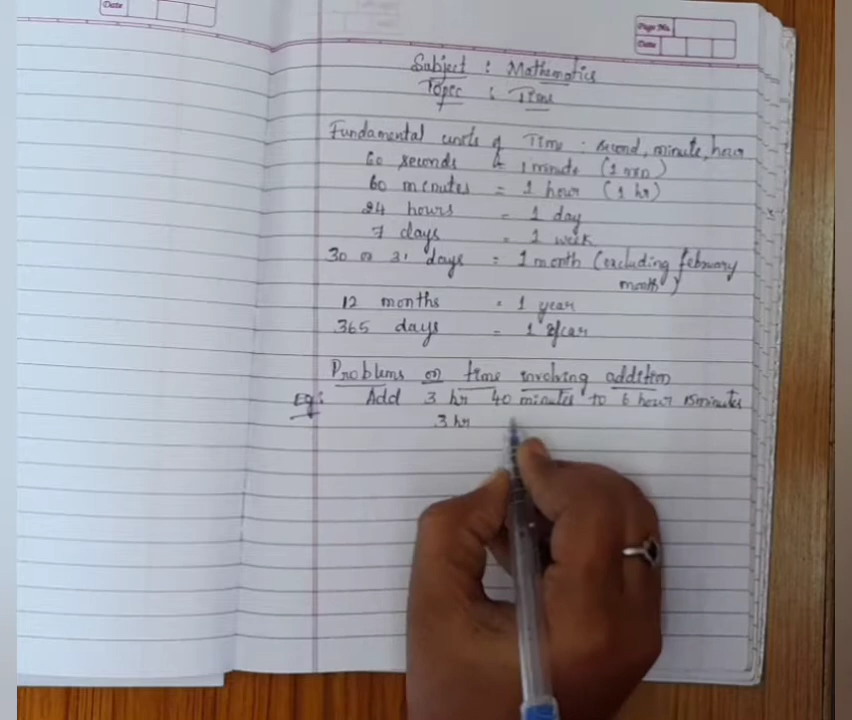 Date
Page No.
Date
Subject : Mathematics
Topic : Time
Fundamental units of Time : second, minute, hour
60 seconds = 1 minute (1 min)
60 minutes = 1 hour (1 hr)
24 hours = 1 day
7 days = 1 week
30 or 31 days = 1 month (excluding february
month)
12 months = 1 year
365 days = 1 year
Problems on time involving addition
Eg: Add 3 hr 40 minutes to 6 hour 15 minutes
3 hr